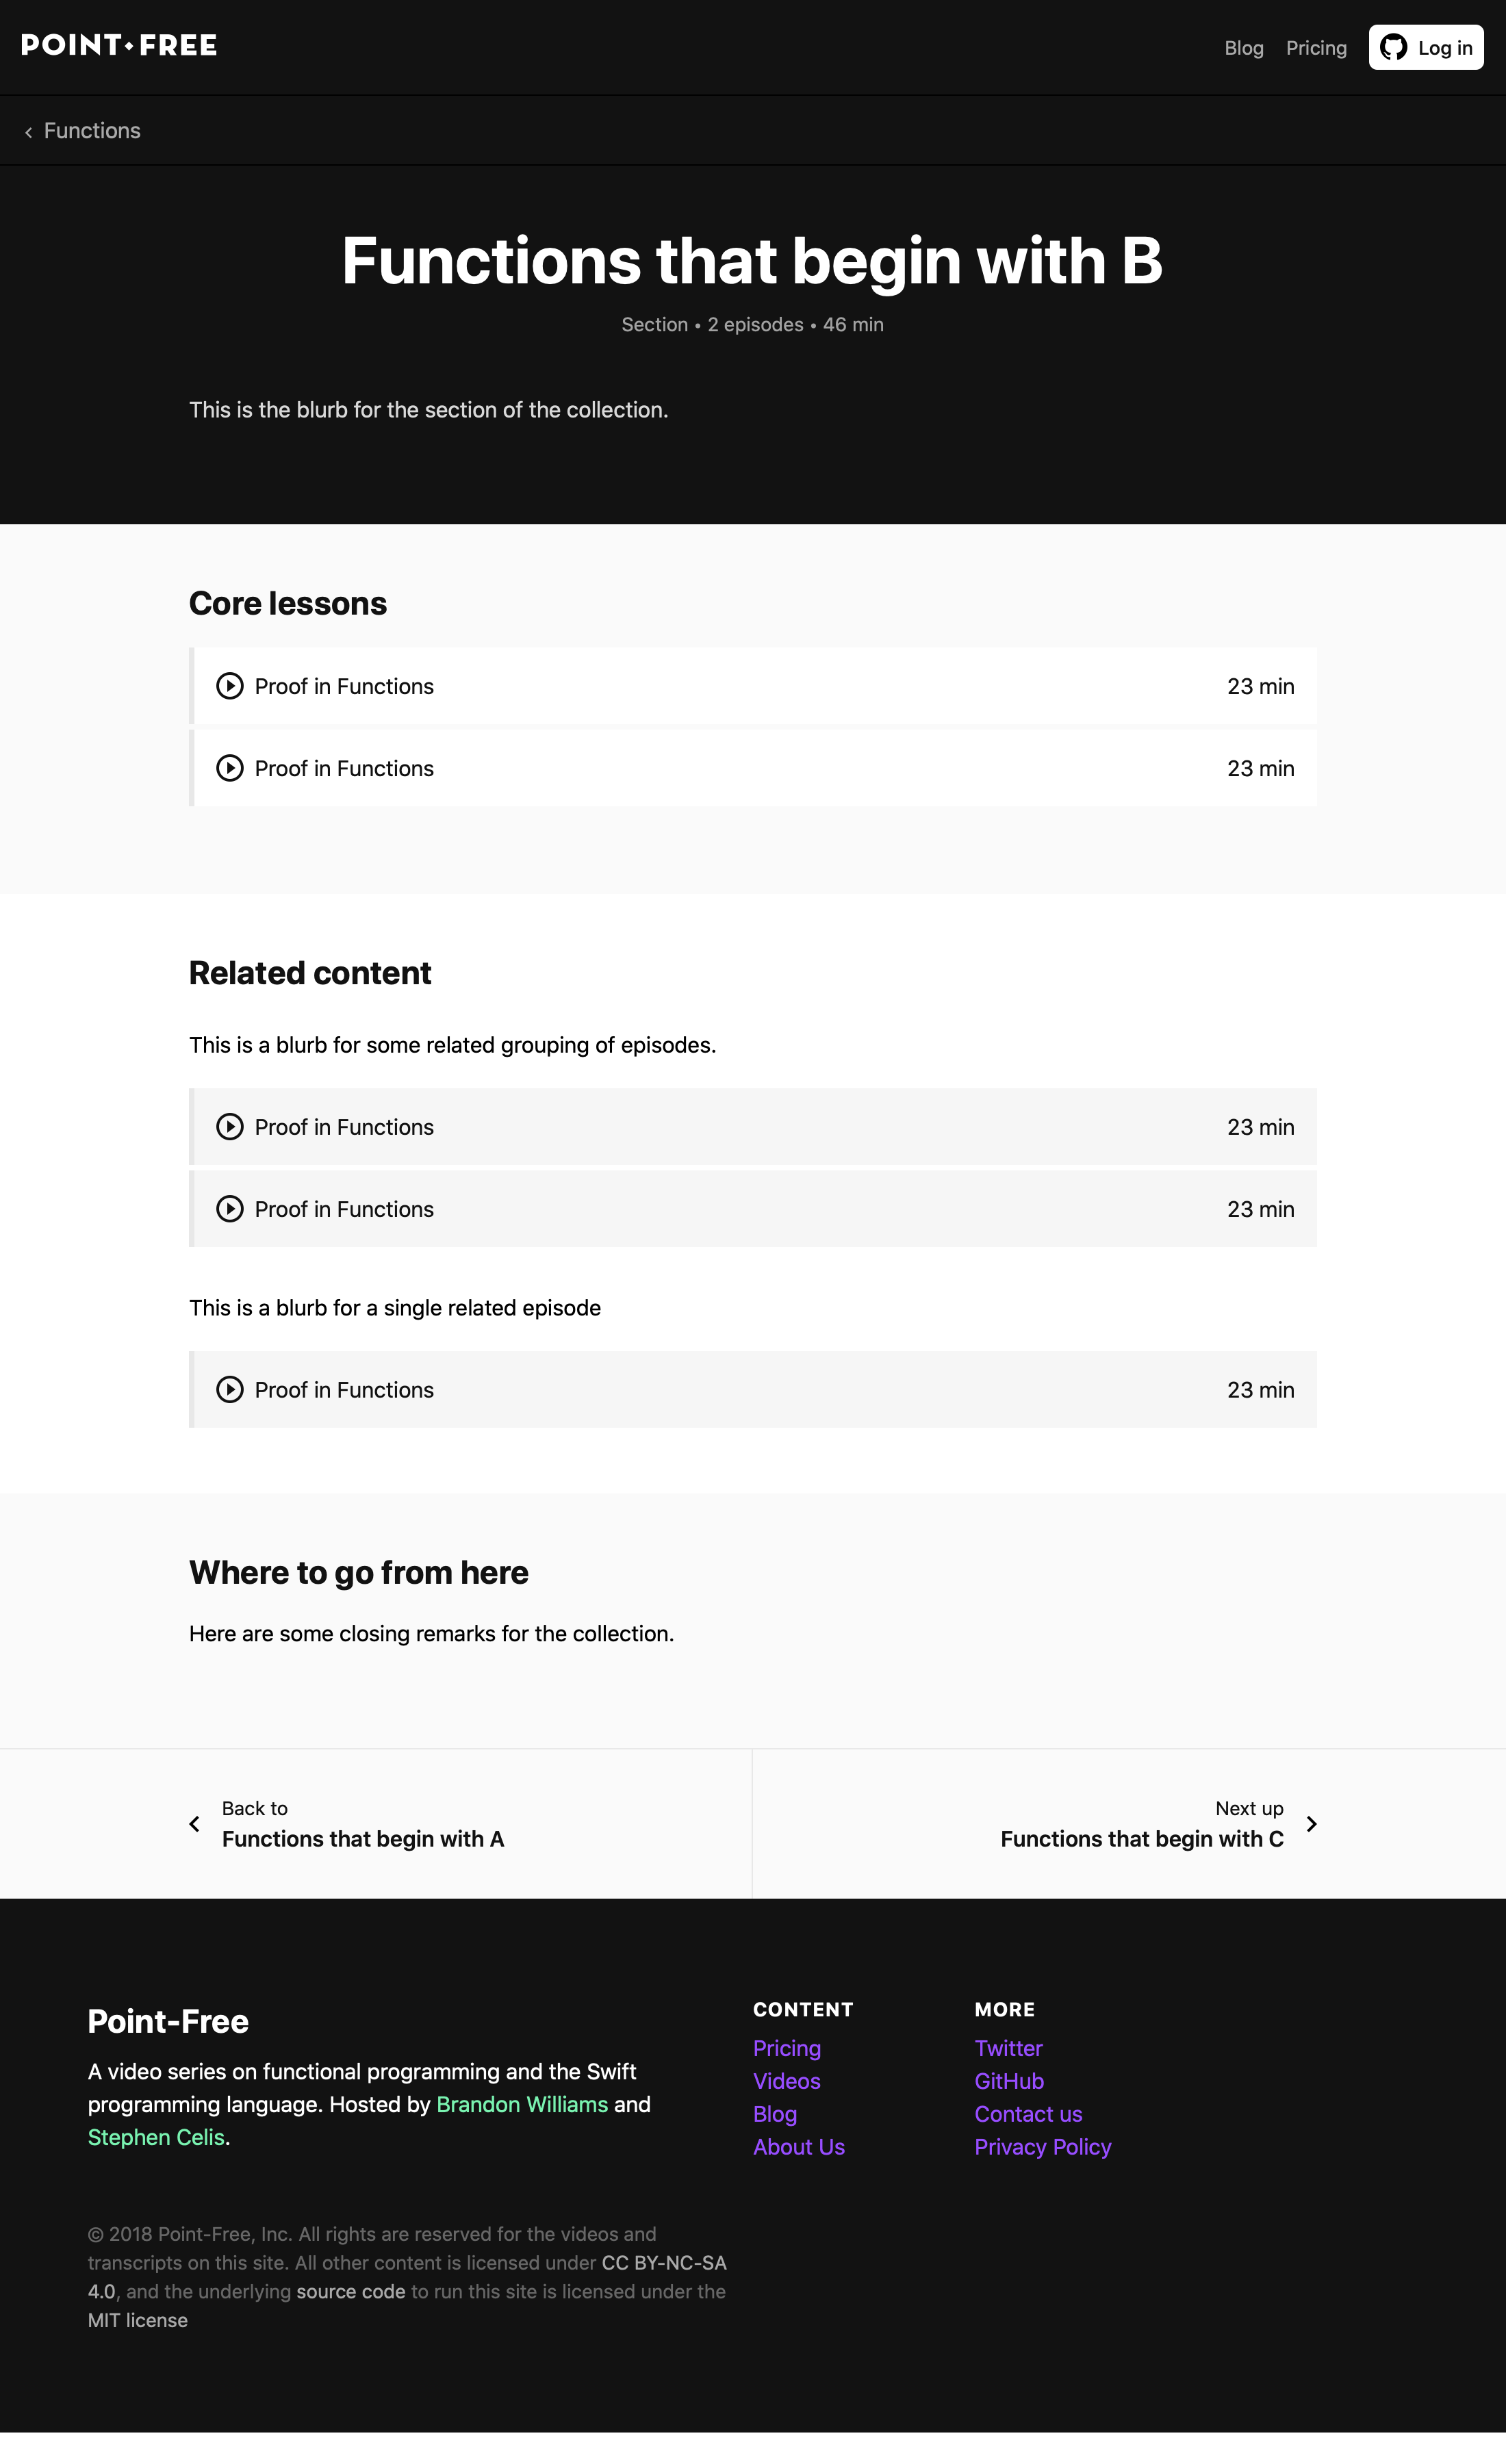 POINT•FREE
Blog Pricing Log in
Functions
Functions that begin with B
Section • 2 episodes • 46 min
This is the blurb for the section of the collection.
Core lessons
Proof in Functions 23 min
Proof in Functions 23 min
Related content
This is a blurb for some related grouping of episodes.
Proof in Functions 23 min
Proof in Functions 23 min
This is a blurb for a single related episode
Proof in Functions 23 min
Where to go from here
Here are some closing remarks for the collection.
Back to
Functions that begin with A
Next up
Functions that begin with C
Point-Free
A video series on functional programming and the Swift
programming language. Hosted by Brandon Williams and
Stephen Celis.
CONTENT
Pricing
Videos
Blog
About Us
MORE
Twitter
GitHub
Contact us
Privacy Policy
© 2018 Point-Free, Inc. All rights are reserved for the videos and
transcripts on this site. All other content is licensed under CC BY-NC-SA
4.0, and the underlying source code to run this site is licensed under the
MIT license